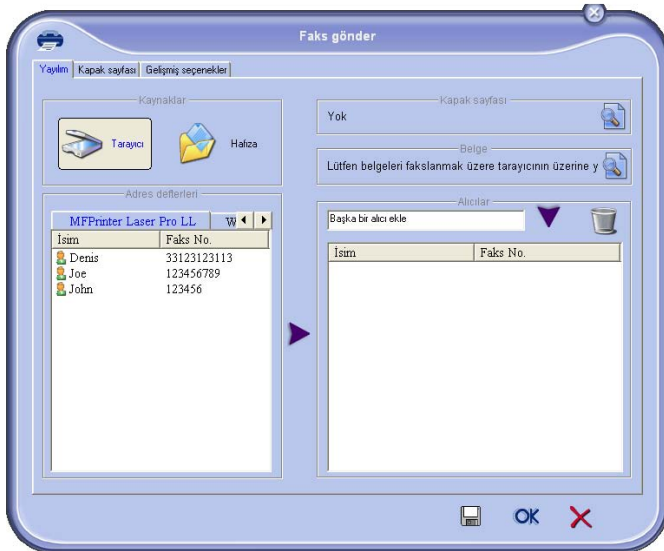 Faks gönder
Yayılım
Kapak sayfası
Gelişmiş seçenekler
Kaynaklar
Tarayıcı
Hafıza
Kapak sayfası
Yok
Belge
Lütfen belgeleri fakslanmak üzere tarayıcının üzerine y
Adres defterleri
MFPrinter Laser Pro LL
W
İsim Faks No.
Denis 33123123113
Joe 123456789
John 123456
Alıcılar
Başka bir alıcı ekle
İsim Faks No.
OK